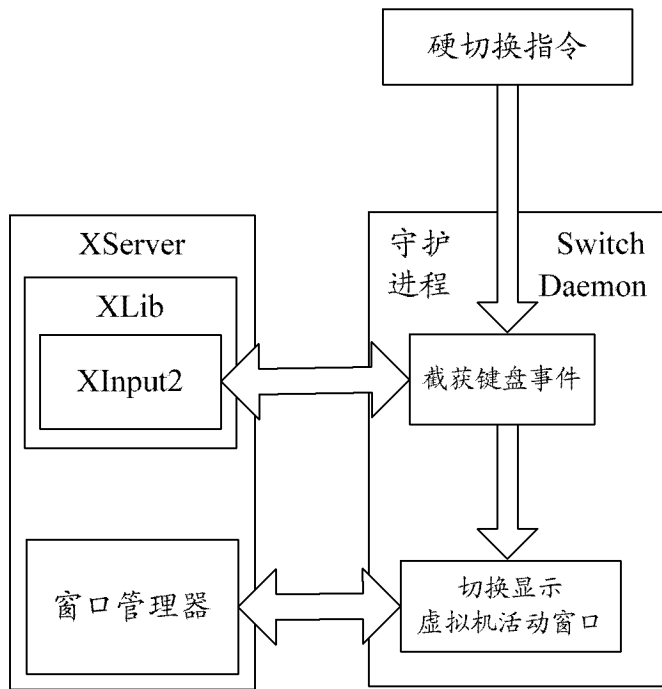 硬切换指令
XServer
XLib
XInput2
窗口管理器
守护
进程
Switch
Daemon
截获键盘事件
切换显示
虚拟机活动窗口